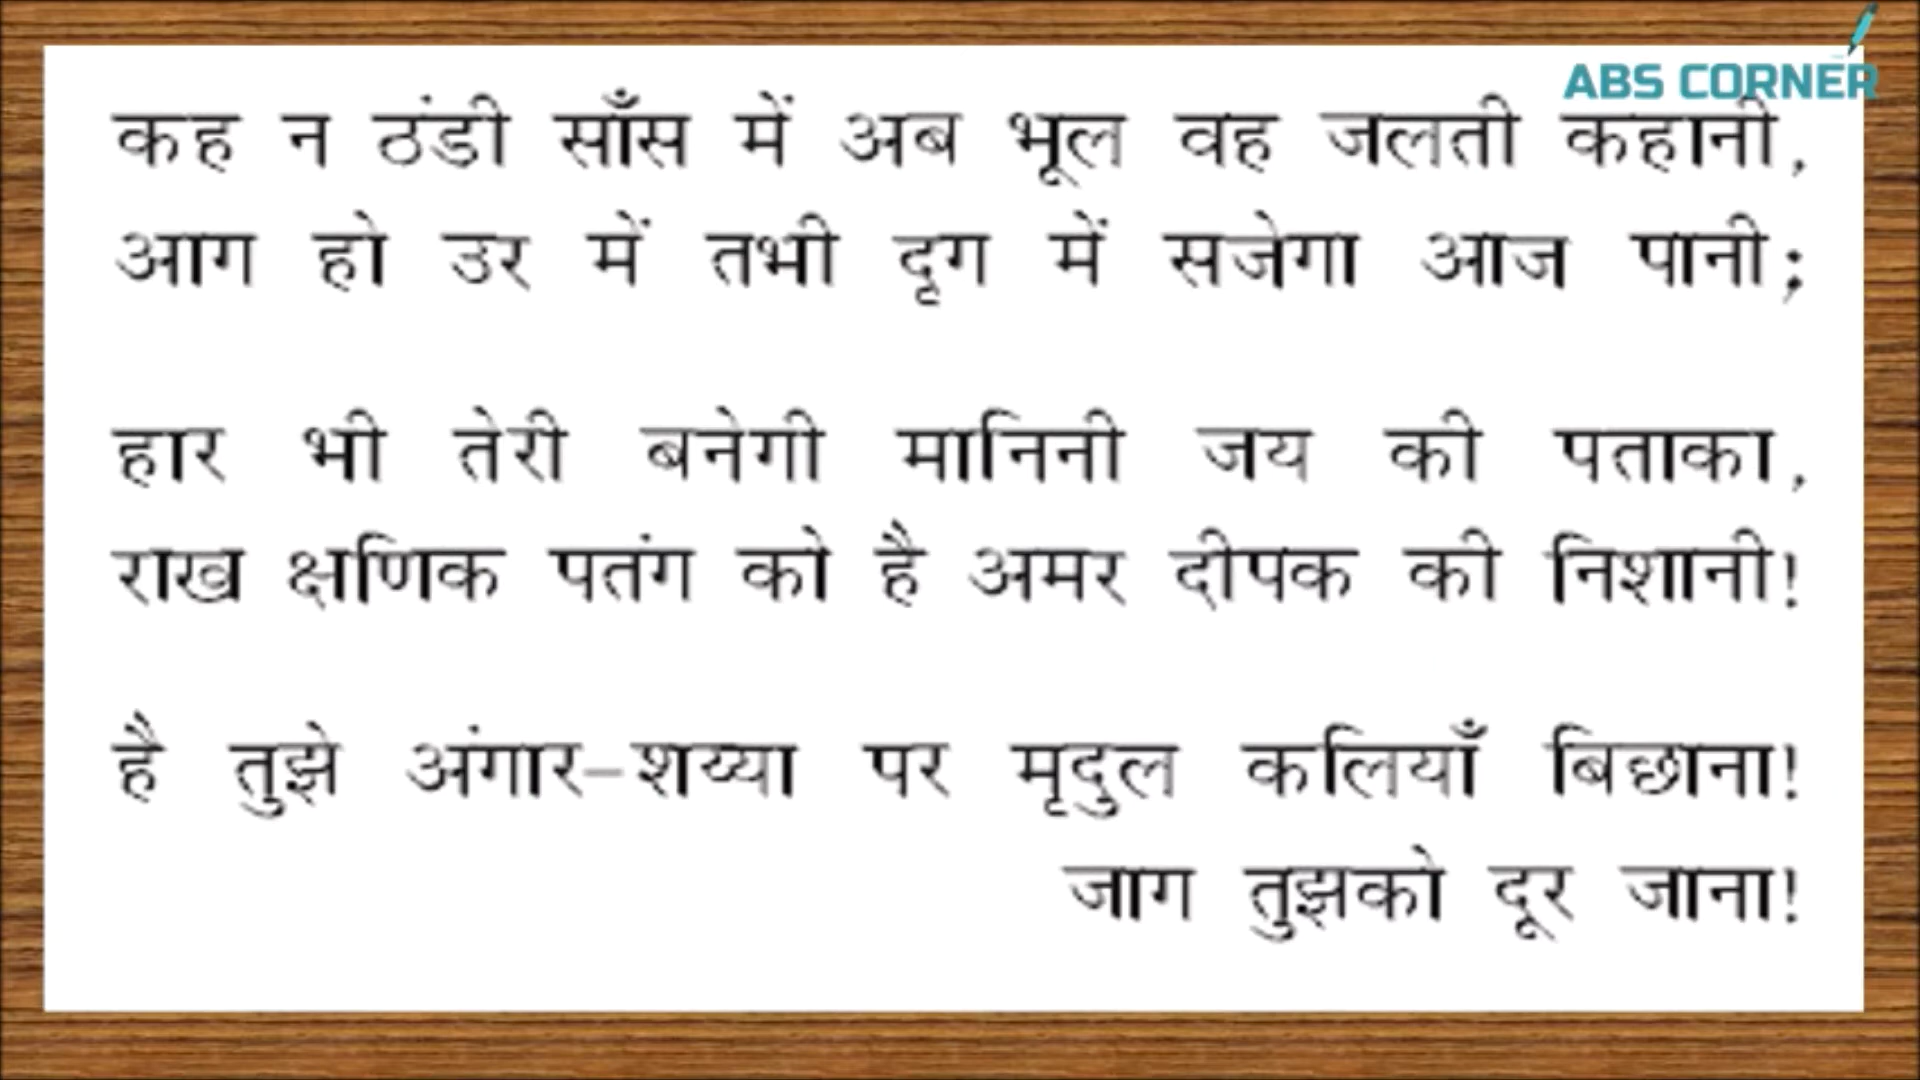 ABS CORNER
कह न ठंडी साँस में अब भूल वह जलती कहानी,
आग हो उर में तभी दृग में सजेगा आज पानी;
हार भी तेरी बनेगी मानिनी जय की पताका,
राख क्षणिक पतंग को है अमर दीपक की निशानी!
है तुझे अंगार-शय्या पर मृदुल कलियाँ बिछाना!
जाग तुझको दूर जाना!